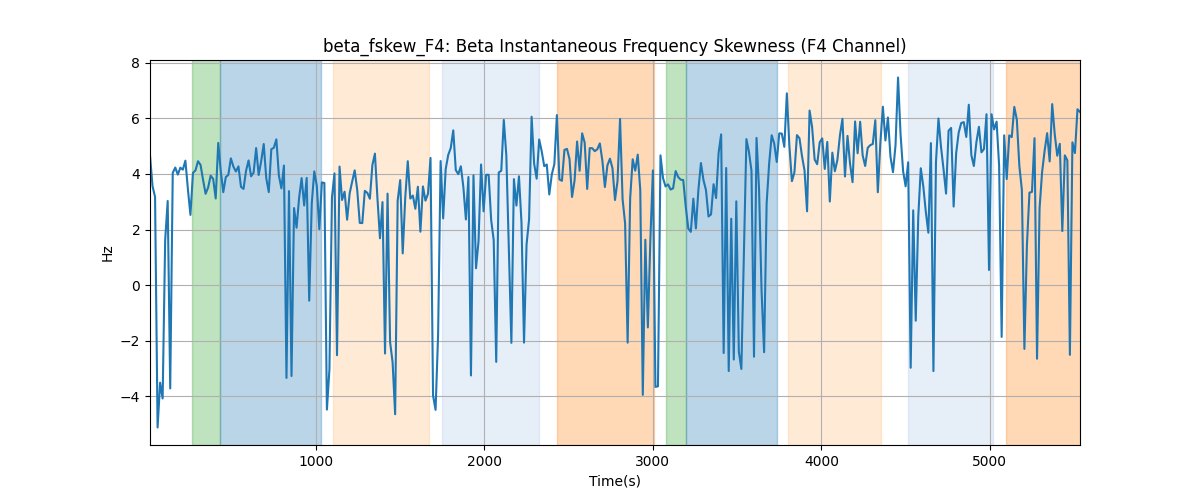 beta_fskew_F4: Beta Instantaneous Frequency Skewness (F4 Channel)
8
6
4
2
0
−2
−4
Hz
1000 2000 3000 4000 5000
Time(s)